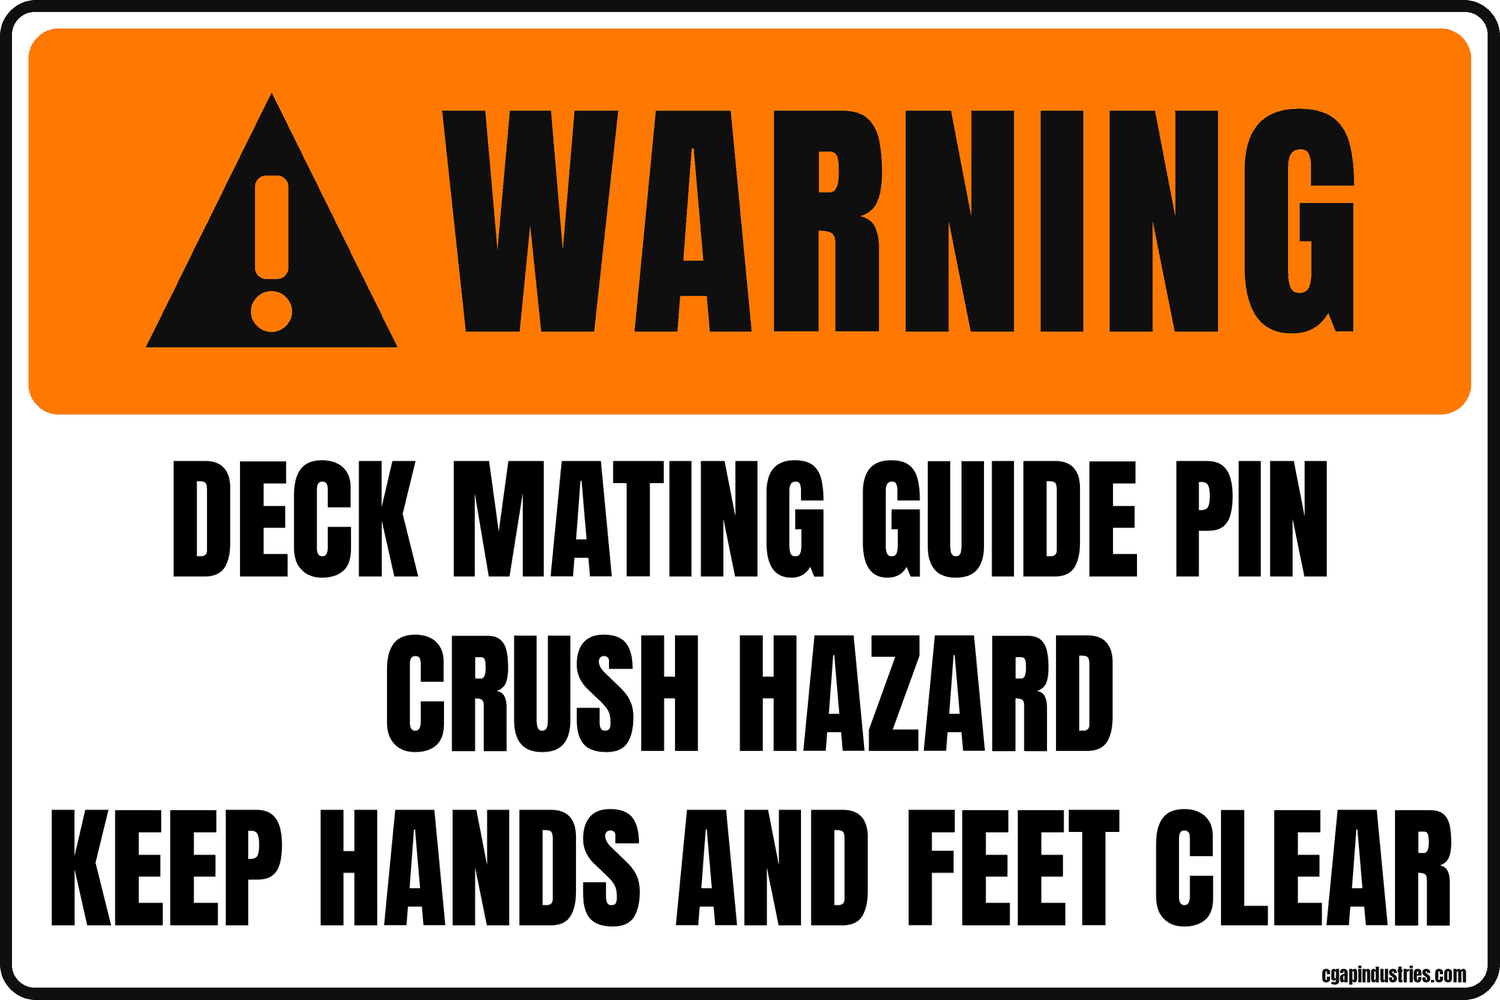 WARNING
DECK MATING GUIDE PIN
CRUSH HAZARD
KEEP HANDS AND FEET CLEAR
cgapindustries.com